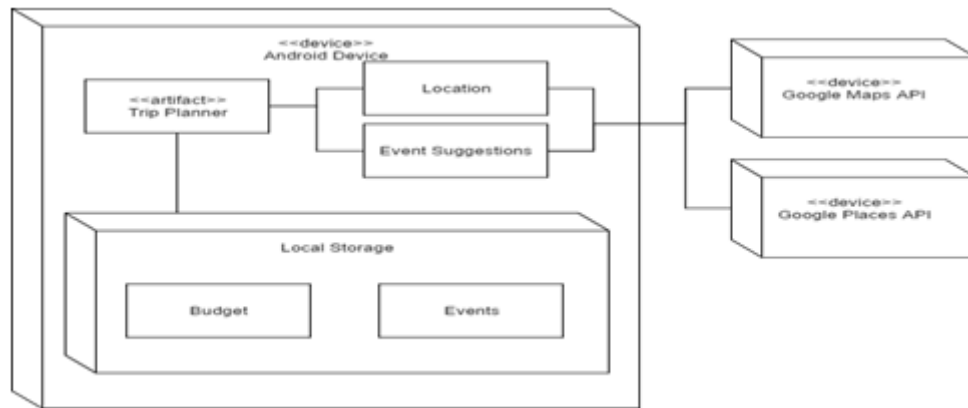 <<device>>
Android Device
<<artifact>>
Trip Planner
Location
Event Suggestions
Local Storage
Budget
Events
<<device>>
Google Maps API
<<device>>
Google Places API